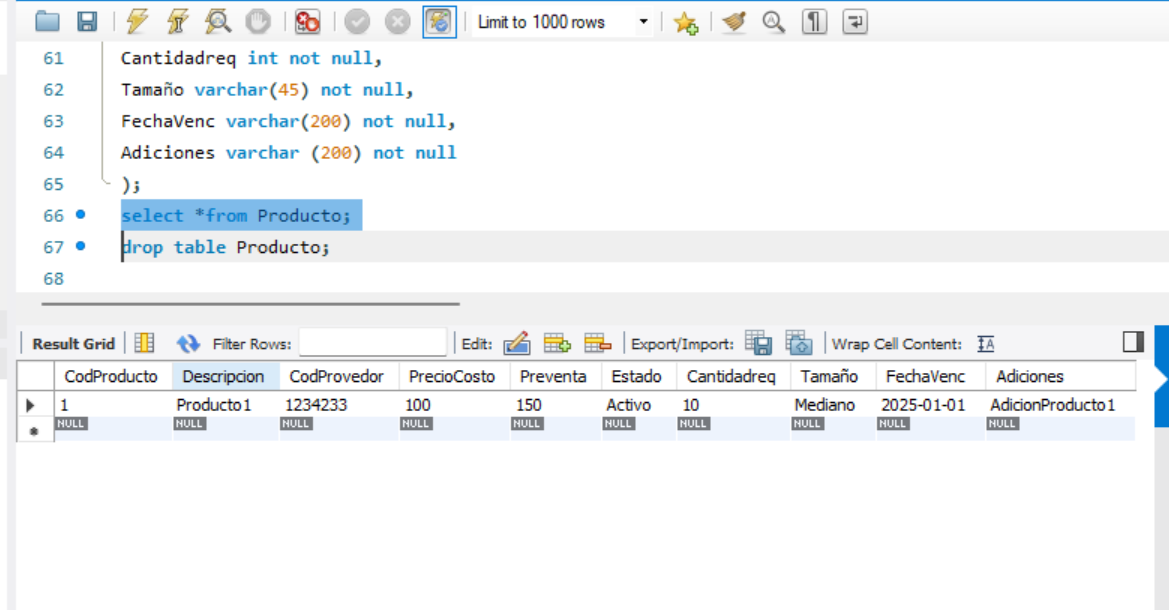 Limit to 1000 rows
61 Cantidadreq int not null,
62 Tamaño varchar(45) not null,
63 FechaVenc varchar(200) not null,
64 Adiciones varchar (200) not null
65 );
66 select *from Producto;
67 drop table Producto;
68
Result Grid Filter Rows: Edit: Export/Import: Wrap Cell Content: IA
CodProducto Descripcion CodProvedor PrecioCosto Preventa Estado Cantidadreq Tamaño FechaVenc Adiciones
1 Producto1 1234233 100 150 Activo 10 Mediano 2025-01-01 AdicionProducto1
NULL NULL NULL NULL NULL NULL NULL NULL NULL NULL